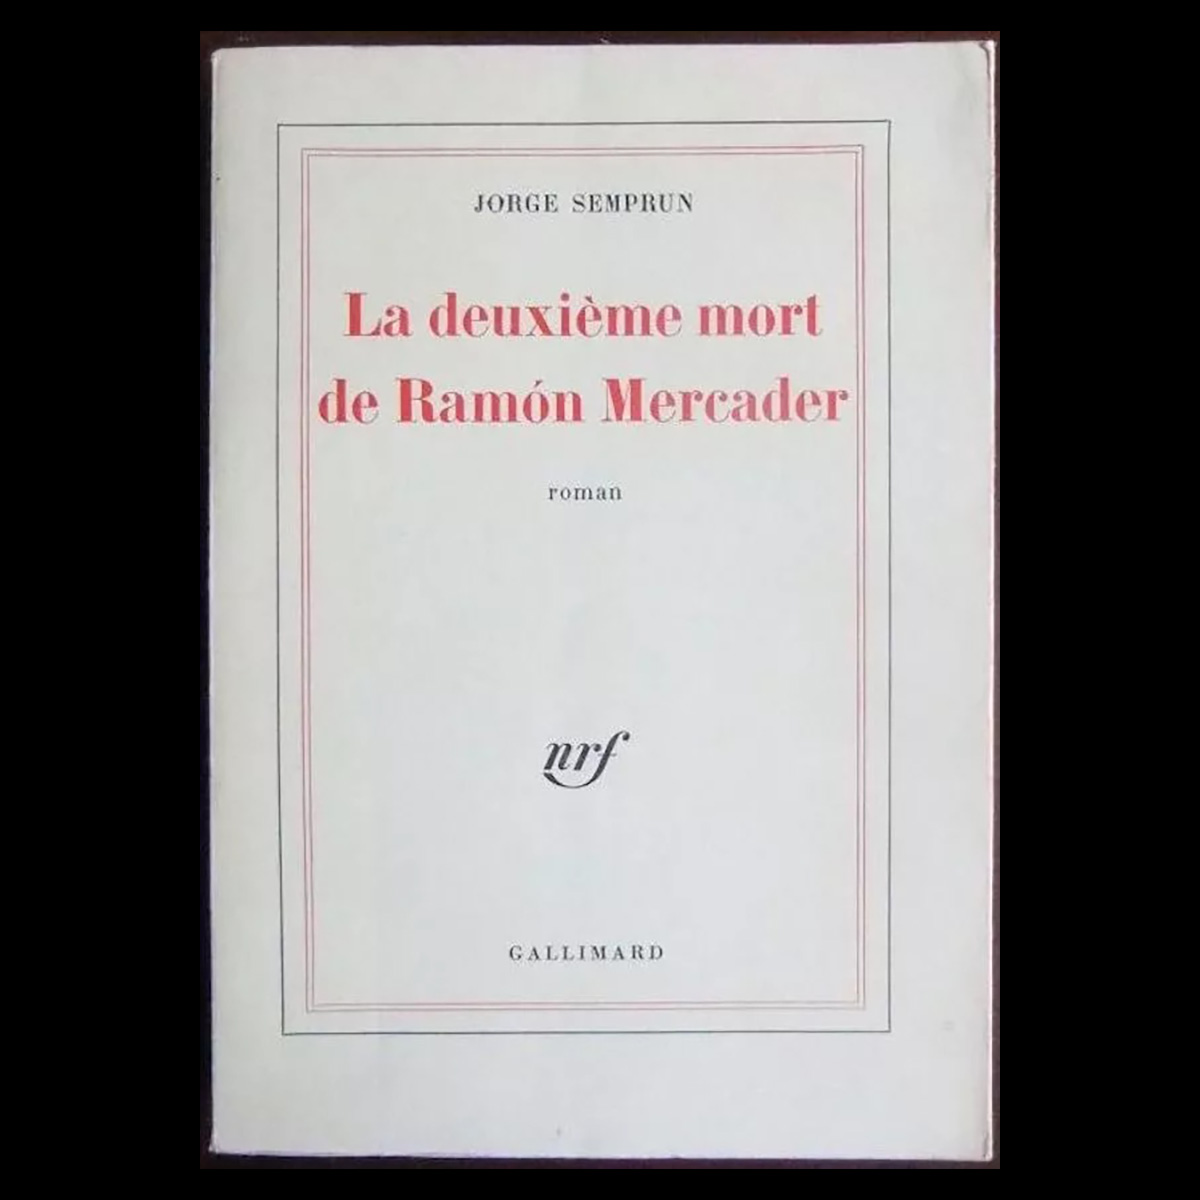 JORGE SEMPRUN
La deuxième mort
de Ramón Mercader
roman
nrf
GALLIMARD